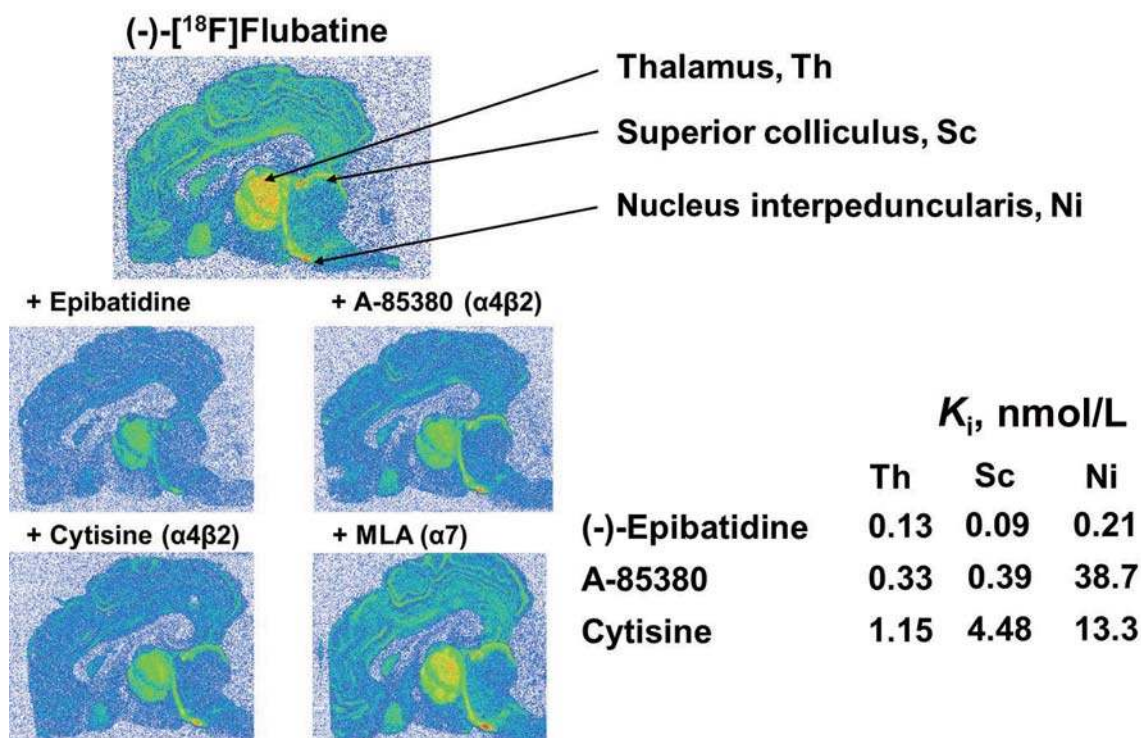 (-)-[¹⁸F]Flubatine
Thalamus, Th
Superior colliculus, Sc
Nucleus interpeduncularis, Ni
+ Epibatidine
+ A-85380 (α4β2)
+ Cytisine (α4β2)
+ MLA (α7)
Kᵢ, nmol/L
Th Sc Ni
(-)-Epibatidine 0.13 0.09 0.21
A-85380 0.33 0.39 38.7
Cytisine 1.15 4.48 13.3